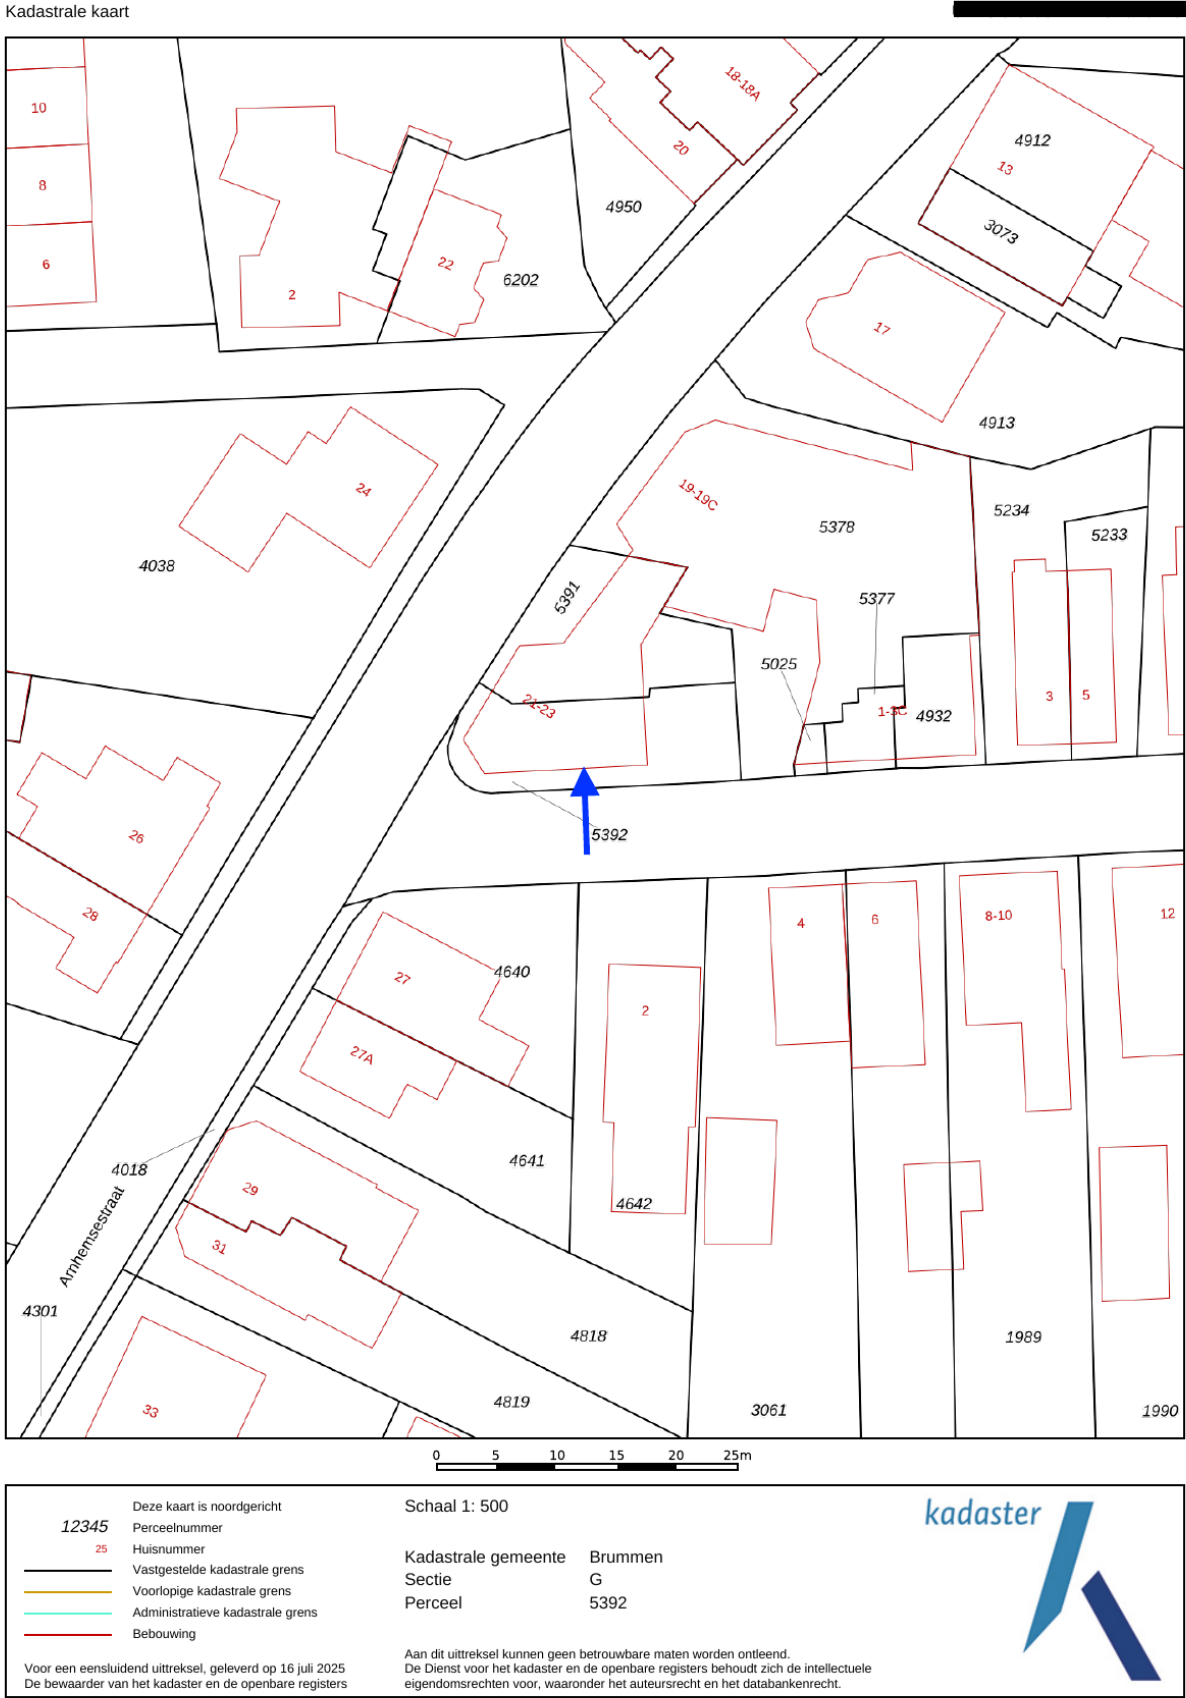 Kadastrale kaart
10
8
6
2
22
6202
4950
20
18-18A
4912
13
3073
17
4913
24
4038
19-19C
5378
5234
5233
5391
5377
5025
21-23
1-3C
4932
3
5
5392
26
28
27
4640
27A
2
4
6
8-10
12
4641
4642
4018
29
31
Arnhemsestraat
4301
33
4818
4819
3061
1989
1990
0 5 10 15 20 25m
Deze kaart is noordgericht
12345 Perceelnummer
25 Huisnummer
Vastgestelde kadastrale grens
Voorlopige kadastrale grens
Administratieve kadastrale grens
Bebouwing
Voor een eensluidend uittreksel, geleverd op 16 juli 2025
De bewaarder van het kadaster en de openbare registers
Schaal 1: 500
Kadastrale gemeente Brummen
Sectie G
Perceel 5392
Aan dit uittreksel kunnen geen betrouwbare maten worden ontleend.
De Dienst voor het kadaster en de openbare registers behoudt zich de intellectuele
eigendomsrechten voor, waaronder het auteursrecht en het databankenrecht.
kadaster